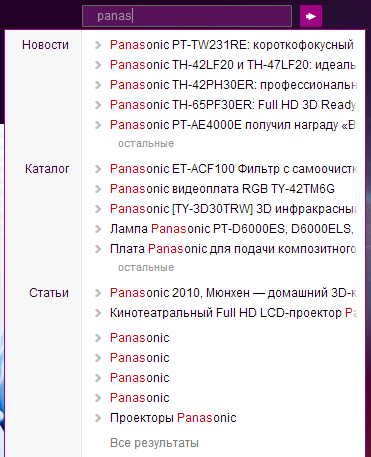 panas
Новости
Panasonic PT-TW231RE: короткофокусный
Panasonic TH-42LF20 и TH-47LF20: идеаль
Panasonic TH-42PH30ER: профессиональн
Panasonic TH-65PF30ER: Full HD 3D Ready
Panasonic PT-AE4000E получил награду «В
остальные
Каталог
Panasonic ET-ACF100 Фильтр с самоочистк
Panasonic видеоплата RGB TY-42TM6G
Panasonic [TY-3D30TRW] 3D инфракрасны
Лампа Panasonic PT-D6000ES, D6000ELS,
Плата Panasonic для подачи композитного
остальные
Статьи
Panasonic 2010, Мюнхен — домашний 3D-к
Кинотеатральный Full HD LCD-проектор Pa
Panasonic
Panasonic
Panasonic
Panasonic
Проекторы Panasonic
Все результаты